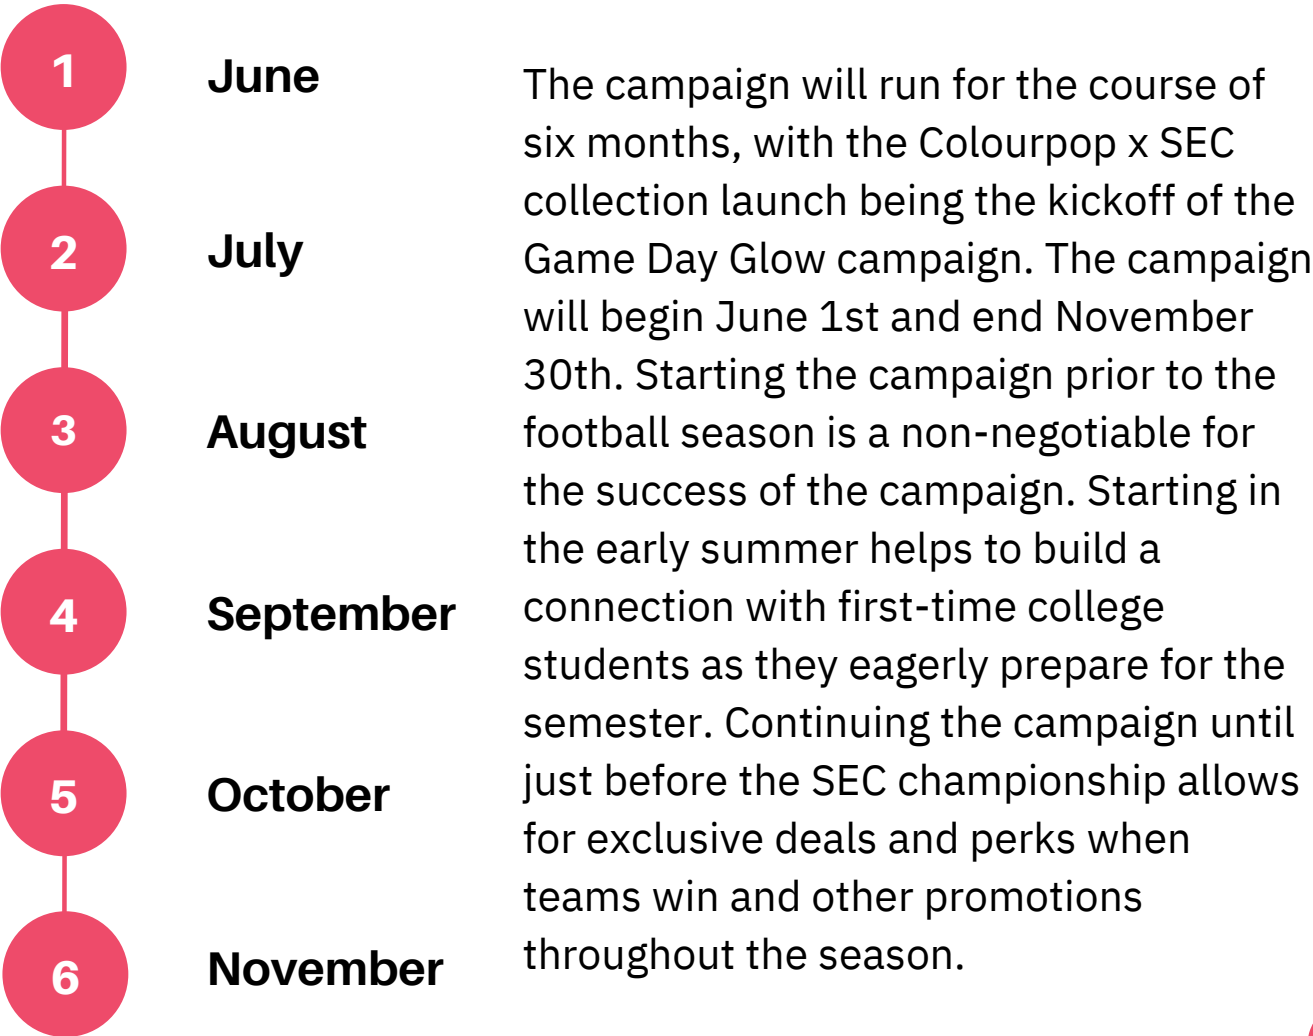 1
June
2
July
3
August
4
September
5
October
6
November
The campaign will run for the course of
six months, with the Colourpop x SEC
collection launch being the kickoff of the
Game Day Glow campaign. The campaign
will begin June 1st and end November
30th. Starting the campaign prior to the
football season is a non-negotiable for
the success of the campaign. Starting in
the early summer helps to build a
connection with first-time college
students as they eagerly prepare for the
semester. Continuing the campaign until
just before the SEC championship allows
for exclusive deals and perks when
teams win and other promotions
throughout the season.